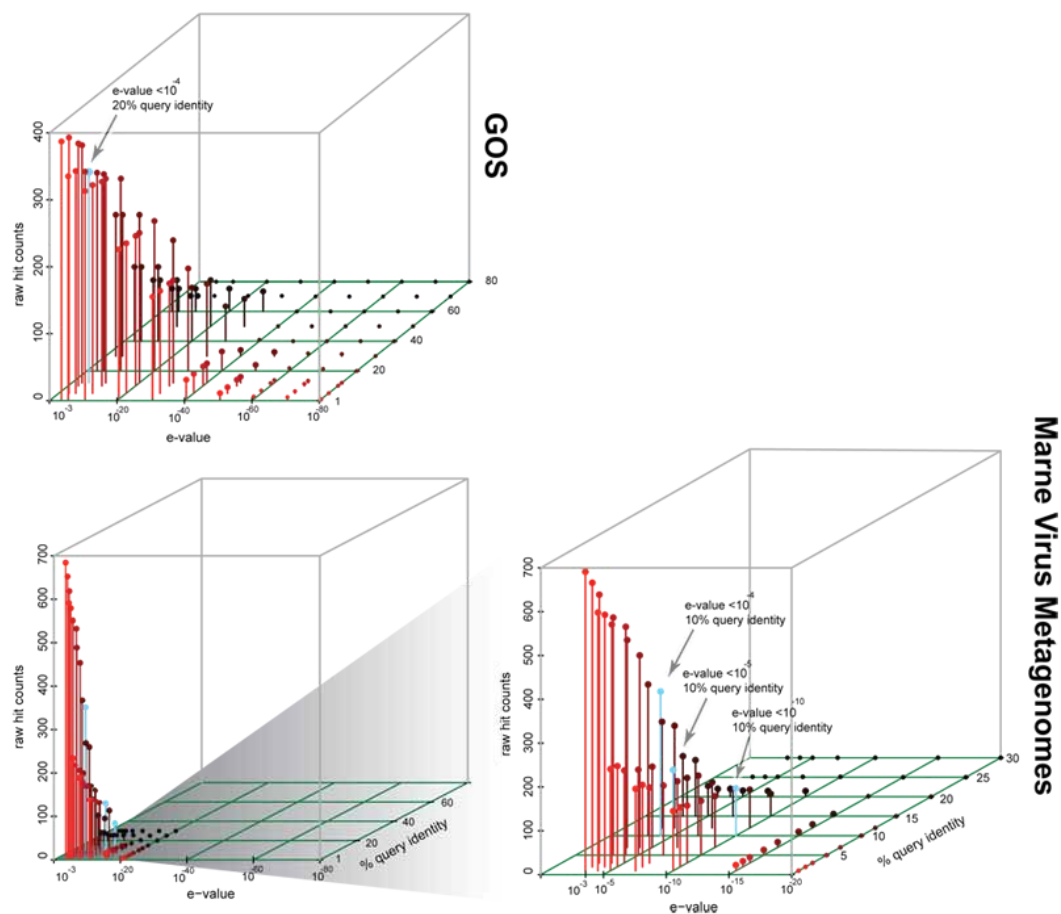 e-value <10^-4
20% query identity
GOS
400
300
200
100
0
raw hit counts
80
60
40
20
1
10^-3
10^-20
10^-40
10^-60
10^-80
e-value
Marne Virus Metagenomes
700
600
500
400
300
200
100
0
raw hit counts
60
40
20
1
% query identity
10^-3
10^-20
10^-40
10^-60
10^-80
e-value
700
600
500
400
300
200
100
0
raw hit counts
e-value <10^-4
10% query identity
e-value <10^-5
10% query identity
e-value <10^-10
10% query identity
30
25
20
15
10
5
% query identity
10^-3
10^-5
10^-10
10^-15
10^-20
e-value